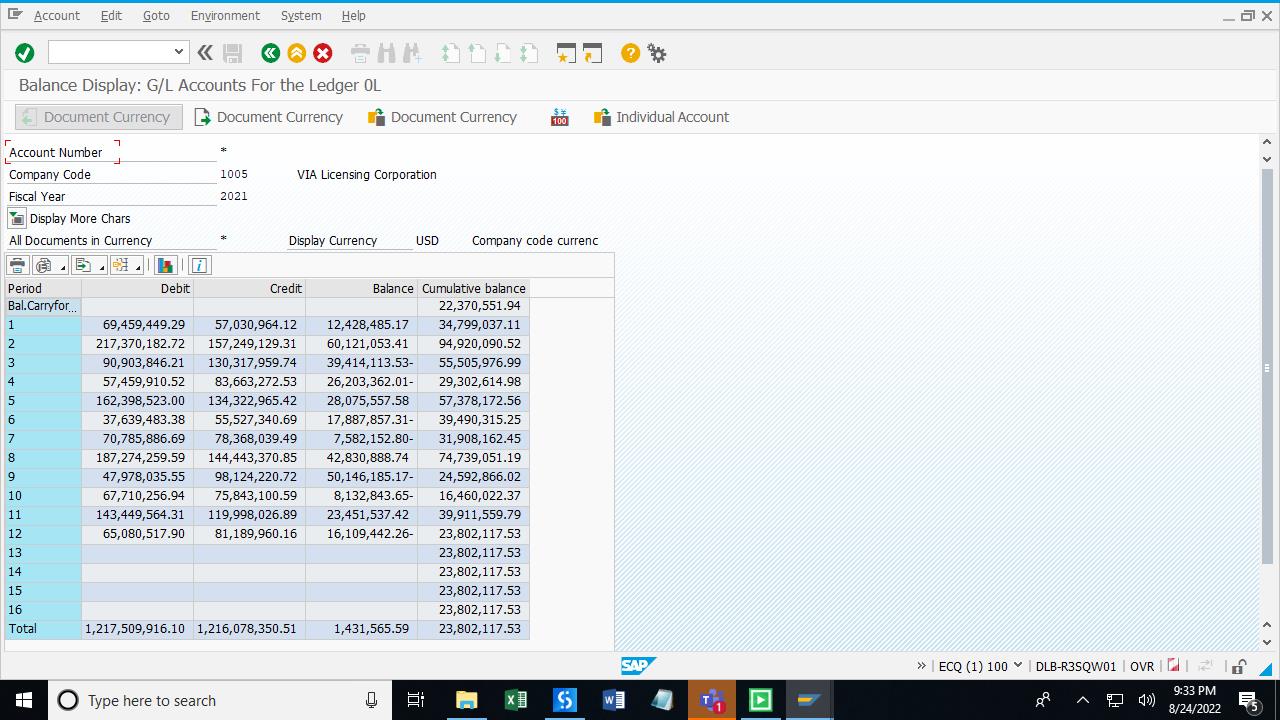 Account Edit Goto Environment System Help
Balance Display: G/L Accounts For the Ledger 0L
Document Currency Document Currency Document Currency Individual Account
Account Number *
Company Code 1005 VIA Licensing Corporation
Fiscal Year 2021
Display More Chars
All Documents in Currency * Display Currency USD Company code currenc
Period Debit Credit Balance Cumulative balance
Bal.Carryfor... 22,370,551.94
1 69,459,449.29 57,030,964.12 12,428,485.17 34,799,037.11
2 217,370,182.72 157,249,129.31 60,121,053.41 94,920,090.52
3 90,903,846.21 130,317,959.74 39,414,113.53- 55,505,976.99
4 57,459,910.52 83,663,272.53 26,203,362.01- 29,302,614.98
5 162,398,523.00 134,322,965.42 28,075,557.58 57,378,172.56
6 37,639,483.38 55,527,340.69 17,887,857.31- 39,490,315.25
7 70,785,886.69 78,368,039.49 7,582,152.80- 31,908,162.45
8 187,274,259.59 144,443,370.85 42,830,888.74 74,739,051.19
9 47,978,035.55 98,124,220.72 50,146,185.17- 24,592,866.02
10 67,710,256.94 75,843,100.59 8,132,843.65- 16,460,022.37
11 143,449,564.31 119,998,026.89 23,451,537.42 39,911,559.79
12 65,080,517.90 81,189,960.16 16,109,442.26- 23,802,117.53
13 23,802,117.53
14 23,802,117.53
15 23,802,117.53
16 23,802,117.53
Total 1,217,509,916.10 1,216,078,350.51 1,431,565.59 23,802,117.53
SAP » ECQ (1) 100 DLB-R35QW01 OVR
Type here to search 1 9:33 PM
8/24/2022 5